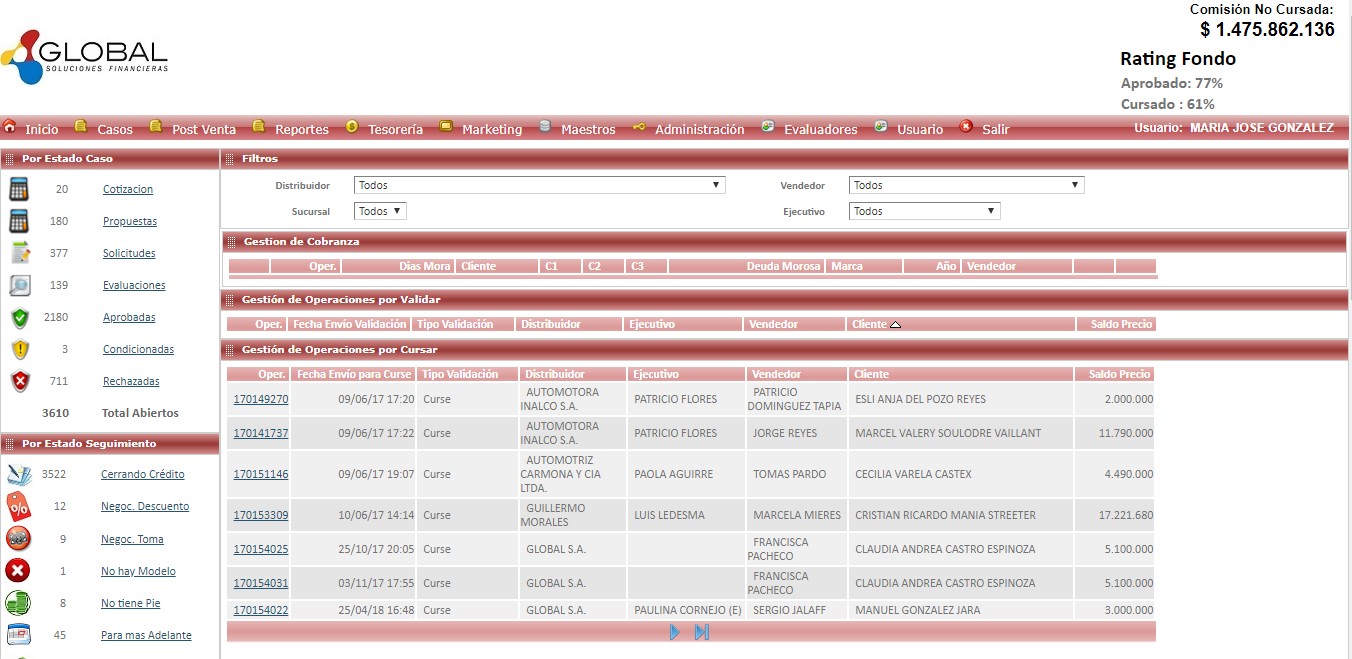 Comisión No Cursada:
$ 1.475.862.136
GLOBAL
SOLUCIONES FINANCIERAS
Rating Fondo
Aprobado: 77%
Cursado : 61%
Inicio Casos Post Venta Reportes Tesorería Marketing Maestros Administración Evaluadores Usuario Salir Usuario: MARIA JOSE GONZALEZ
Por Estado Caso
20 Cotizacion
180 Propuestas
377 Solicitudes
139 Evaluaciones
2180 Aprobadas
3 Condicionadas
711 Rechazadas
3610 Total Abiertos
Por Estado Seguimiento
3522 Cerrando Crédito
12 Negoc. Descuento
9 Negoc. Toma
1 No hay Modelo
8 No tiene Pie
45 Para mas Adelante
Filtros
Distribuidor Todos Vendedor Todos
Sucursal Todos Ejecutivo Todos
Gestion de Cobranza
Oper. Dias Mora Cliente C1 C2 C3 Deuda Morosa Marca Año Vendedor
Gestión de Operaciones por Validar
Oper. Fecha Envío Validación Tipo Validación Distribuidor Ejecutivo Vendedor Cliente Saldo Precio
Gestión de Operaciones por Cursar
Oper. Fecha Envío para Curse Tipo Validación Distribuidor Ejecutivo Vendedor Cliente Saldo Precio
170149270 09/06/17 17:20 Curse AUTOMOTORA INALCO S.A. PATRICIO FLORES PATRICIO DOMINGUEZ TAPIA ESLI ANJA DEL POZO REYES 2.000.000
170141737 09/06/17 17:22 Curse AUTOMOTORA INALCO S.A. PATRICIO FLORES JORGE REYES MARCEL VALERY SOULODRE VAILLANT 11.790.000
170151146 09/06/17 19:07 Curse AUTOMOTRIZ CARMONA Y CIA LTDA. PAOLA AGUIRRE TOMAS PARDO CECILIA VARELA CASTEX 4.490.000
170153309 10/06/17 14:14 Curse GUILLERMO MORALES LUIS LEDESMA MARCELA MIERES CRISTIAN RICARDO MANIA STREETER 17.221.680
170154025 25/10/17 20:05 Curse GLOBAL S.A. FRANCISCA PACHECO CLAUDIA ANDREA CASTRO ESPINOZA 5.100.000
170154031 03/11/17 17:55 Curse GLOBAL S.A. FRANCISCA PACHECO CLAUDIA ANDREA CASTRO ESPINOZA 5.100.000
170154022 25/04/18 16:48 Curse GLOBAL S.A. PAULINA CORNEJO (E) SERGIO JALAFF MANUEL GONZALEZ JARA 3.000.000